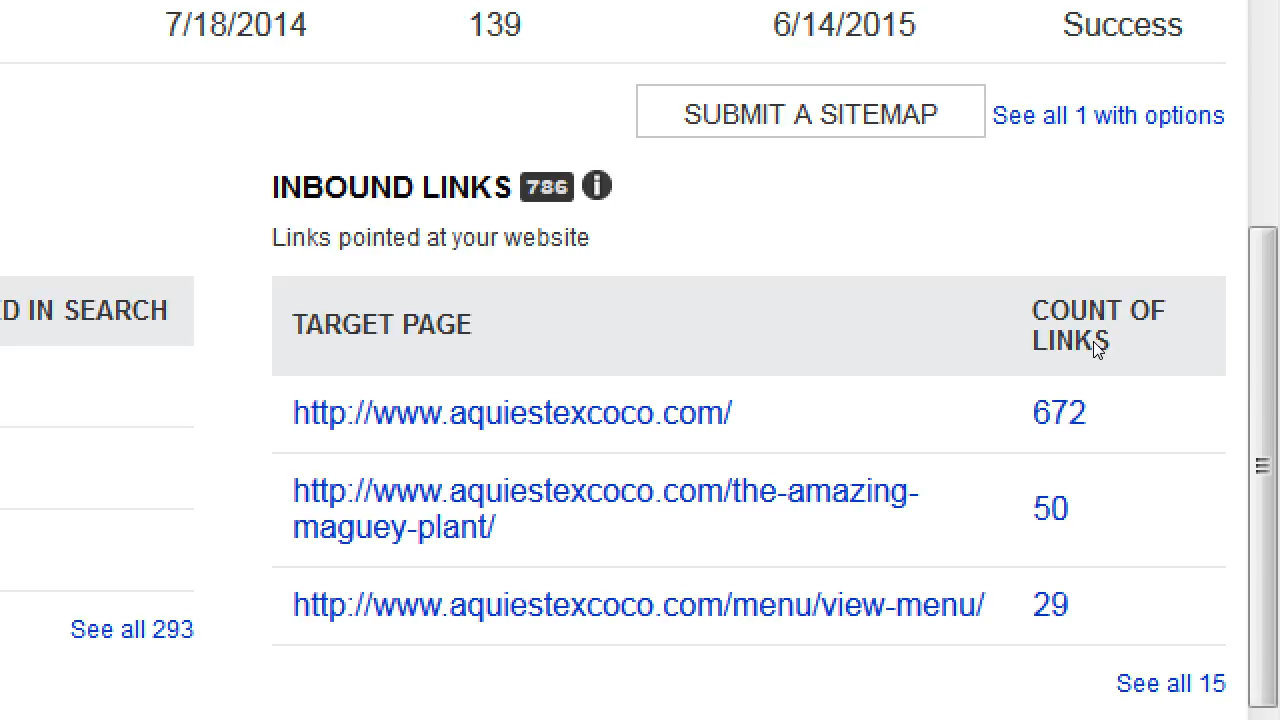 7/18/2014 139 6/14/2015 Success
SUBMIT A SITEMAP See all 1 with options
INBOUND LINKS 786
Links pointed at your website
D IN SEARCH
TARGET PAGE
COUNT OF
LINKS
http://www.aquiestexcoco.com/ 672
http://www.aquiestexcoco.com/the-amazing-
maguey-plant/
50
http://www.aquiestexcoco.com/menu/view-menu/ 29
See all 293
See all 15